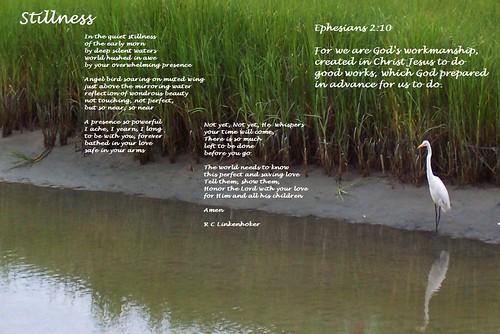 Stillness
In the quiet stillness
of the early morn
by deep silent waters
world hushed in awe
by your overwhelming presence
Angel bird soaring on muted wing
just above the mirroring water
reflection of wondrous beauty
not touching, not perfect,
but so near, so near
A presence so powerful
I ache, I yearn, I long
to be with you, forever
bathed in your love
safe in your arms
Not yet, Not yet, He whispers
your time will come,
There is so much
left to be done
before you go
The world needs to know
this perfect and saving love
Tell them, show them,
Honor the Lord with your love
for Him and all his children
Amen
R C Linkenhoker
Ephesians 2:10
For we are God's workmanship,
created in Christ Jesus to do
good works, which God prepared
in advance for us to do.